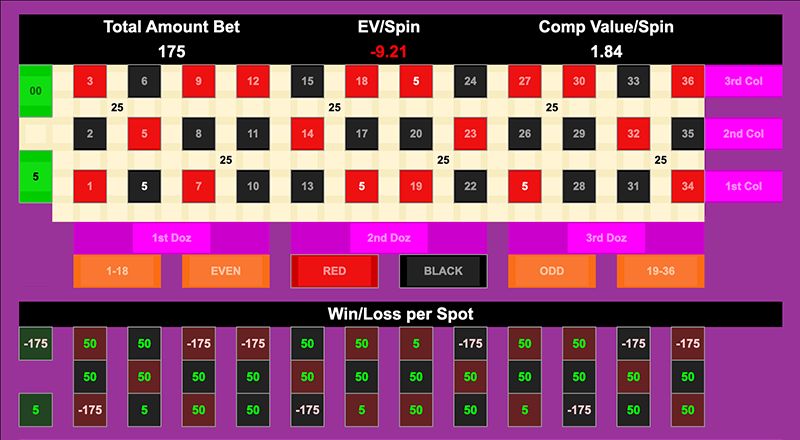 Total Amount Bet EV/Spin Comp Value/Spin
175 -9.21 1.84
00 3 6 9 12 15 18 5 24 27 30 33 36 3rd Col
25 25 25
2 5 8 11 14 17 20 23 26 29 32 35 2nd Col
25 25 25
5 1 5 7 10 13 5 19 22 5 28 31 34 1st Col
1st Doz 2nd Doz 3rd Doz
1-18 EVEN RED BLACK ODD 19-36
Win/Loss per Spot
-175 50 50 -175 -175 50 50 5 -175 50 50 -175 -175
50 50 50 50 50 50 50 50 50 50 50 50
5 -175 5 50 50 -175 5 50 50 5 -175 50 50